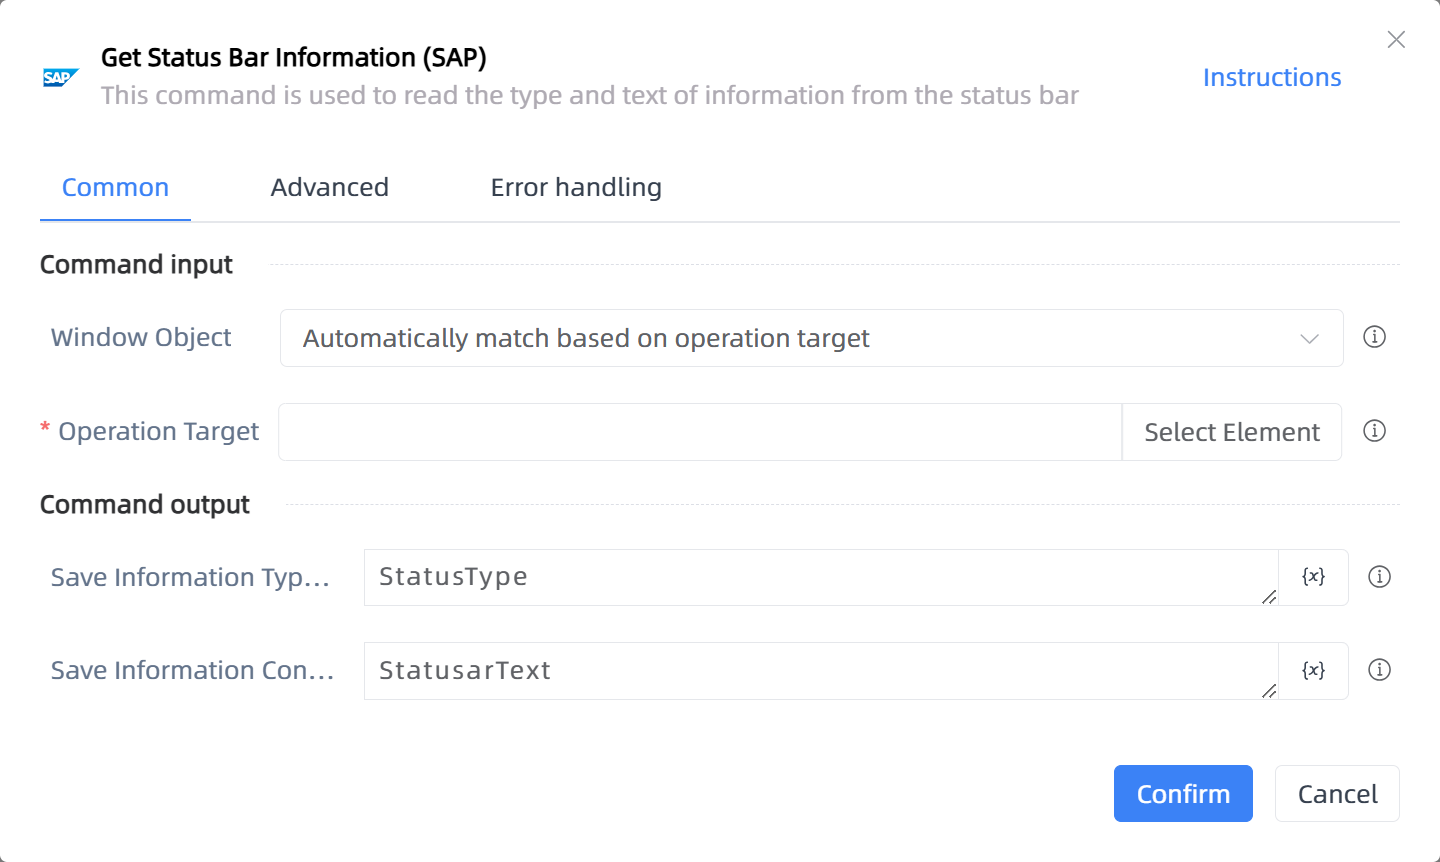 Get Status Bar Information (SAP)
SAP
This command is used to read the type and text of information from the status bar
Instructions
Common Advanced Error handling
Command input
Window Object Automatically match based on operation target
* Operation Target Select Element
Command output
Save Information Typ... StatusType {x}
Save Information Con... StatusarText {x}
Confirm Cancel